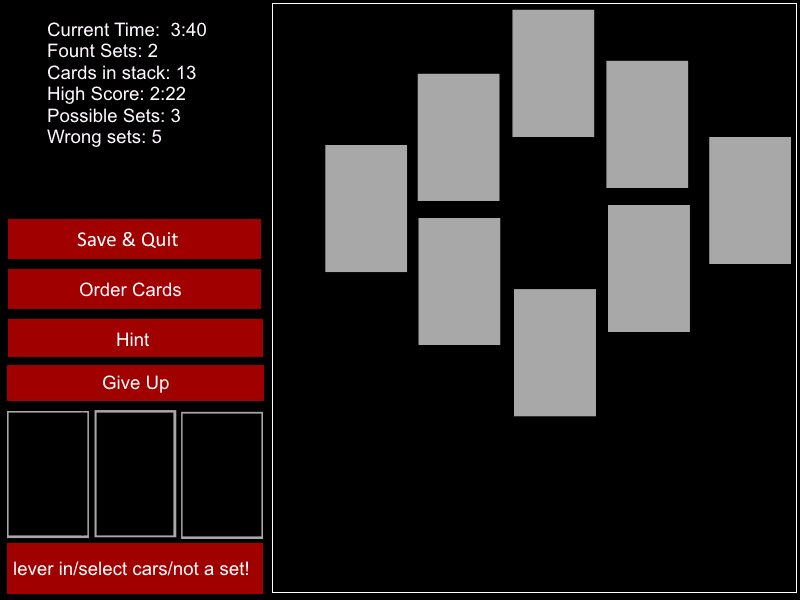 Current Time:  3:40
Fount Sets: 2
Cards in stack: 13
High Score: 2:22
Possible Sets: 3
Wrong sets: 5
Save & Quit
Order Cards
Hint
Give Up
lever in/select cars/not a set!